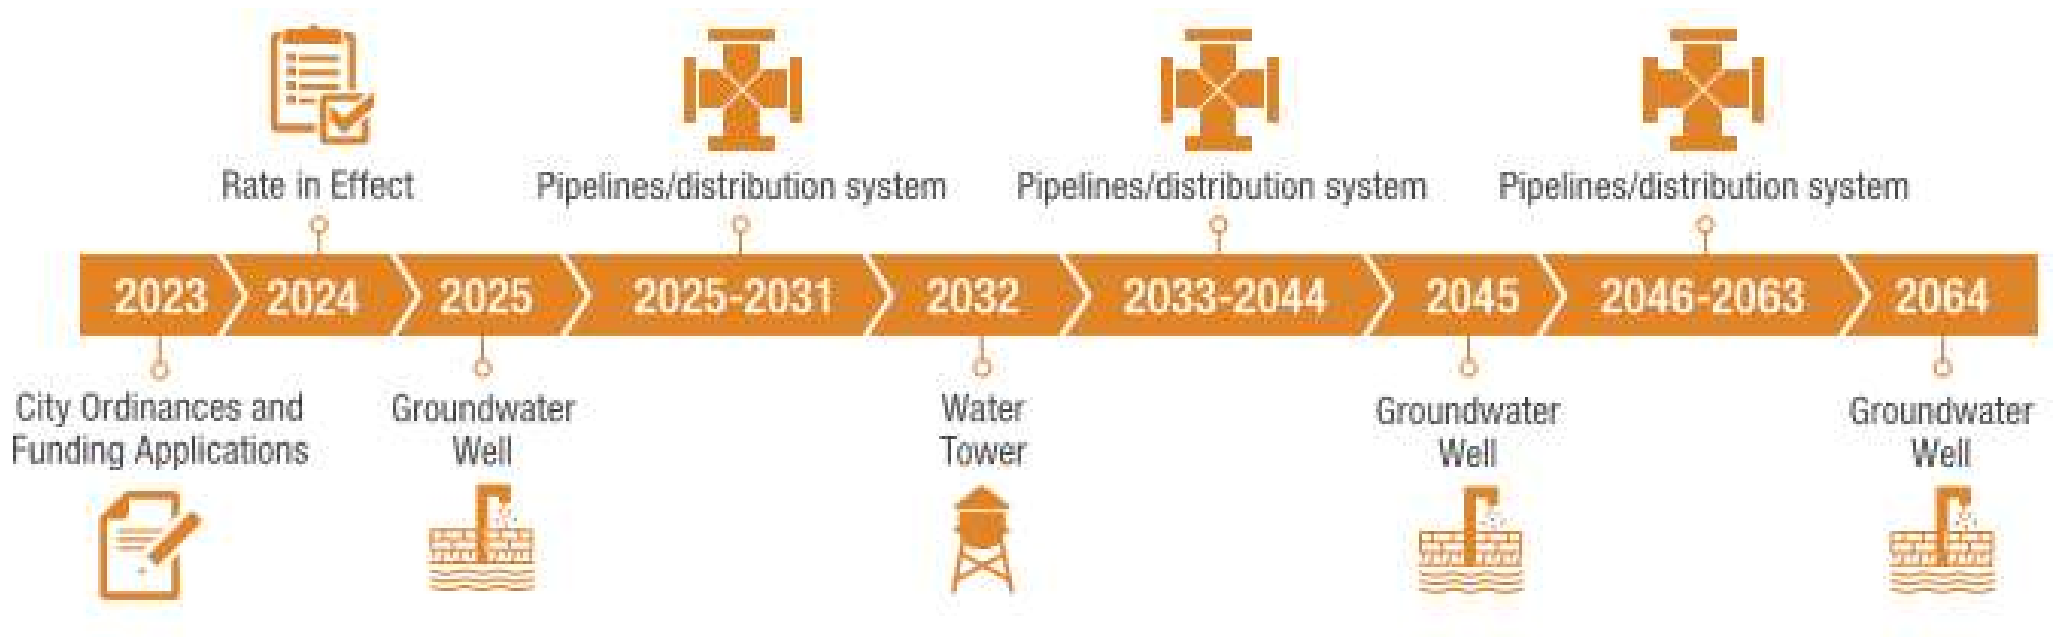 Rate in Effect
Pipelines/distribution system
Pipelines/distribution system
Pipelines/distribution system
2023
2024
2025
2025-2031
2032
2033-2044
2045
2046-2063
2064
City Ordinances and
Funding Applications
Groundwater
Well
Water
Tower
Groundwater
Well
Groundwater
Well